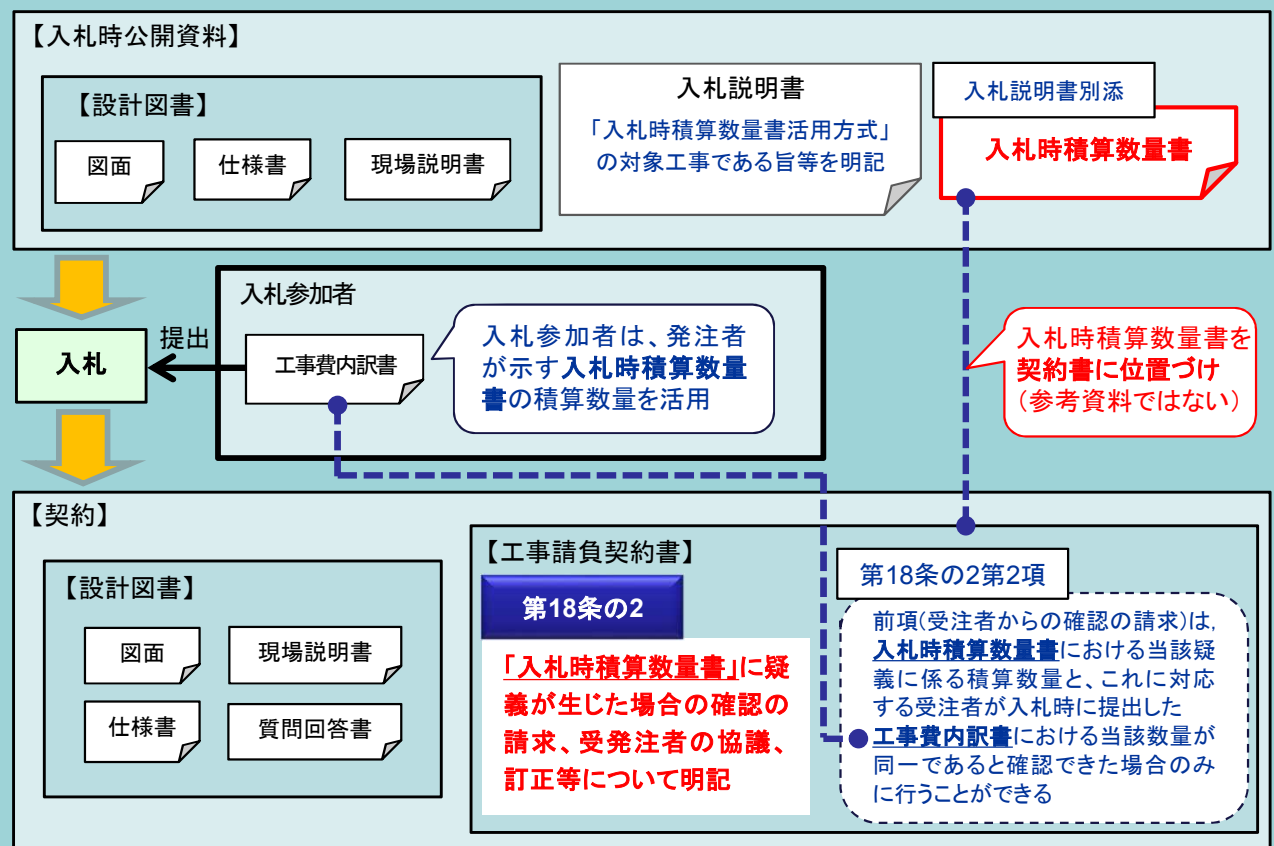 【入札時公開資料】
【設計図書】
図面
仕様書
現場説明書
入札説明書
「入札時積算数量書活用方式」
の対象工事である旨等を明記
入札説明書別添
入札時積算数量書
入札
提出
入札参加者
工事費内訳書
入札参加者は、発注者
が示す入札時積算数量
書の積算数量を活用
入札時積算数量書を
契約書に位置づけ
（参考資料ではない）
【契約】
【設計図書】
図面
現場説明書
仕様書
質問回答書
【工事請負契約書】
第18条の2
「入札時積算数量書」に疑
義が生じた場合の確認の
請求、受発注者の協議、
訂正等について明記
第18条の2第2項
前項(受注者からの確認の請求)は,
入札時積算数量書における当該疑
義に係る積算数量と、これに対応
する受注者が入札時に提出した
工事費内訳書における当該数量が
同一であると確認できた場合のみ
に行うことができる